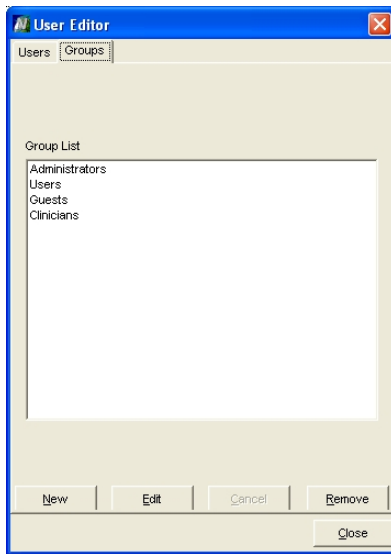 User Editor
Users Groups
Group List
Administrators
Users
Guests
Clinicians
New Edit Cancel Remove
Close